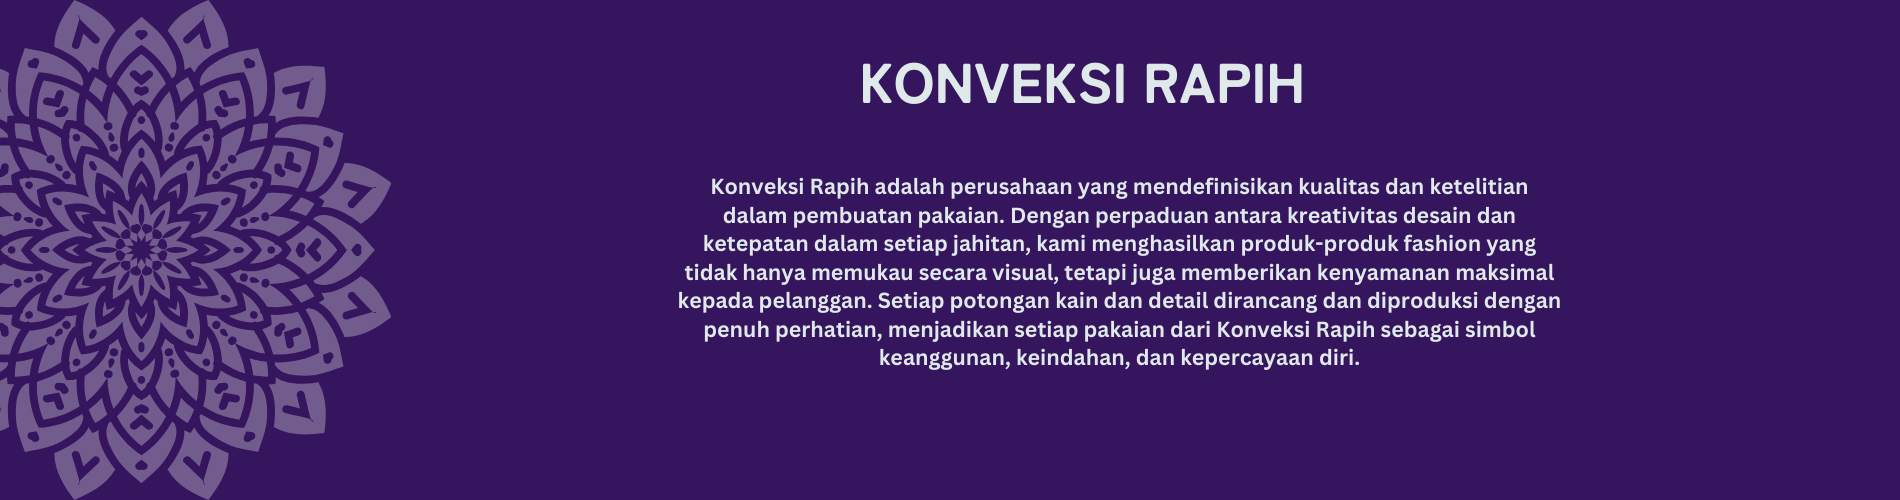 KONVEKSI RAPIH
Konveksi Rapih adalah perusahaan yang mendefinisikan kualitas dan ketelitian
dalam pembuatan pakaian. Dengan perpaduan antara kreativitas desain dan
ketepatan dalam setiap jahitan, kami menghasilkan produk-produk fashion yang
tidak hanya memukau secara visual, tetapi juga memberikan kenyamanan maksimal
kepada pelanggan. Setiap potongan kain dan detail dirancang dan diproduksi dengan
penuh perhatian, menjadikan setiap pakaian dari Konveksi Rapih sebagai simbol
keanggunan, keindahan, dan kepercayaan diri.